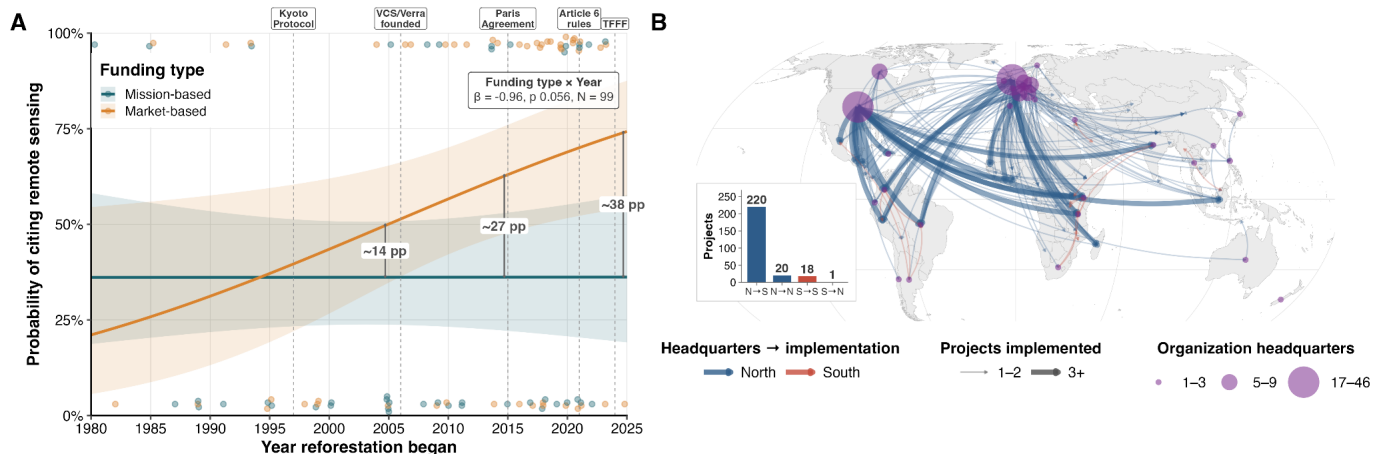 A
Kyoto
Protocol
VCS/Verra
founded
Paris
Agreement
Article 6
rules
TFFF
Probability of citing remote sensing
100%
75%
50%
25%
0%
Funding type
Mission-based
Market-based
Funding type × Year
β = -0.96, p 0.056, N = 99
~14 pp
~27 pp
~38 pp
1980
1985
1990
1995
2000
2005
2010
2015
2020
2025
Year reforestation began
B
Projects
250
200
150
100
50
0
220
20
18
1
N→S
N→N
S→S
S→N
Headquarters → implementation
North
South
Projects implemented
1–2
3+
Organization headquarters
1–3
5–9
17–46